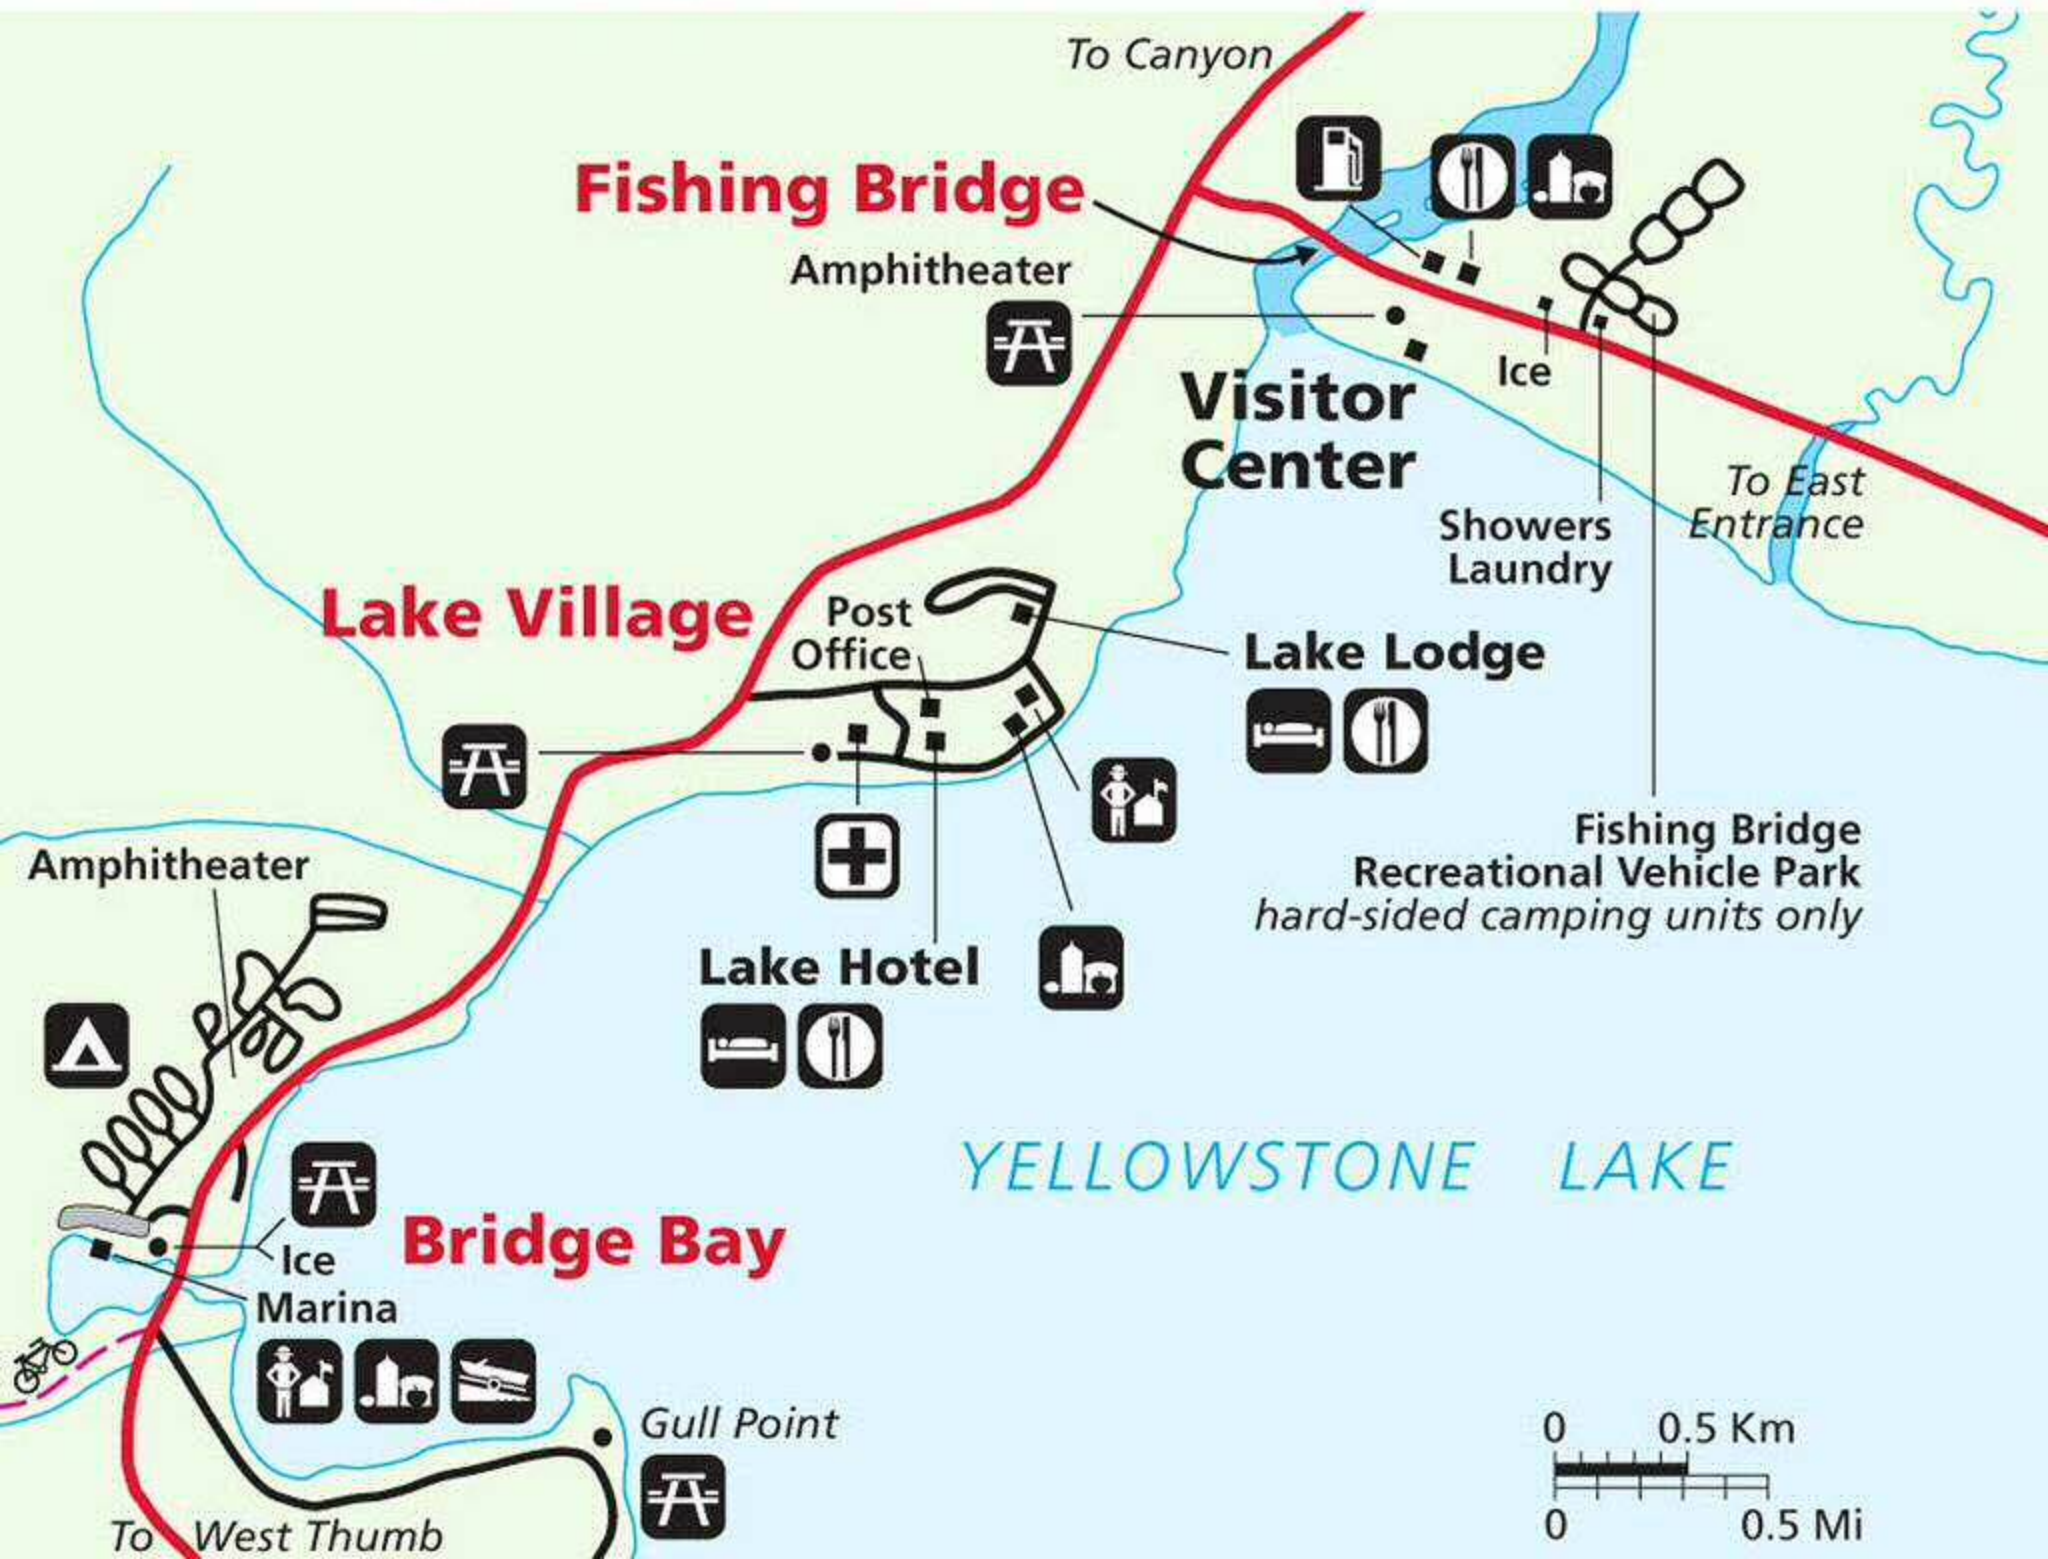 To Canyon
Fishing Bridge
Amphitheater
Visitor
Center
Ice
To East
Entrance
Showers
Laundry
Lake Village
Post
Office
Lake Lodge
Fishing Bridge
Recreational Vehicle Park
hard-sided camping units only
Amphitheater
Lake Hotel
YELLOWSTONE LAKE
Bridge Bay
Ice
Marina
Gull Point
To West Thumb
0 0.5 Km
0 0.5 Mi